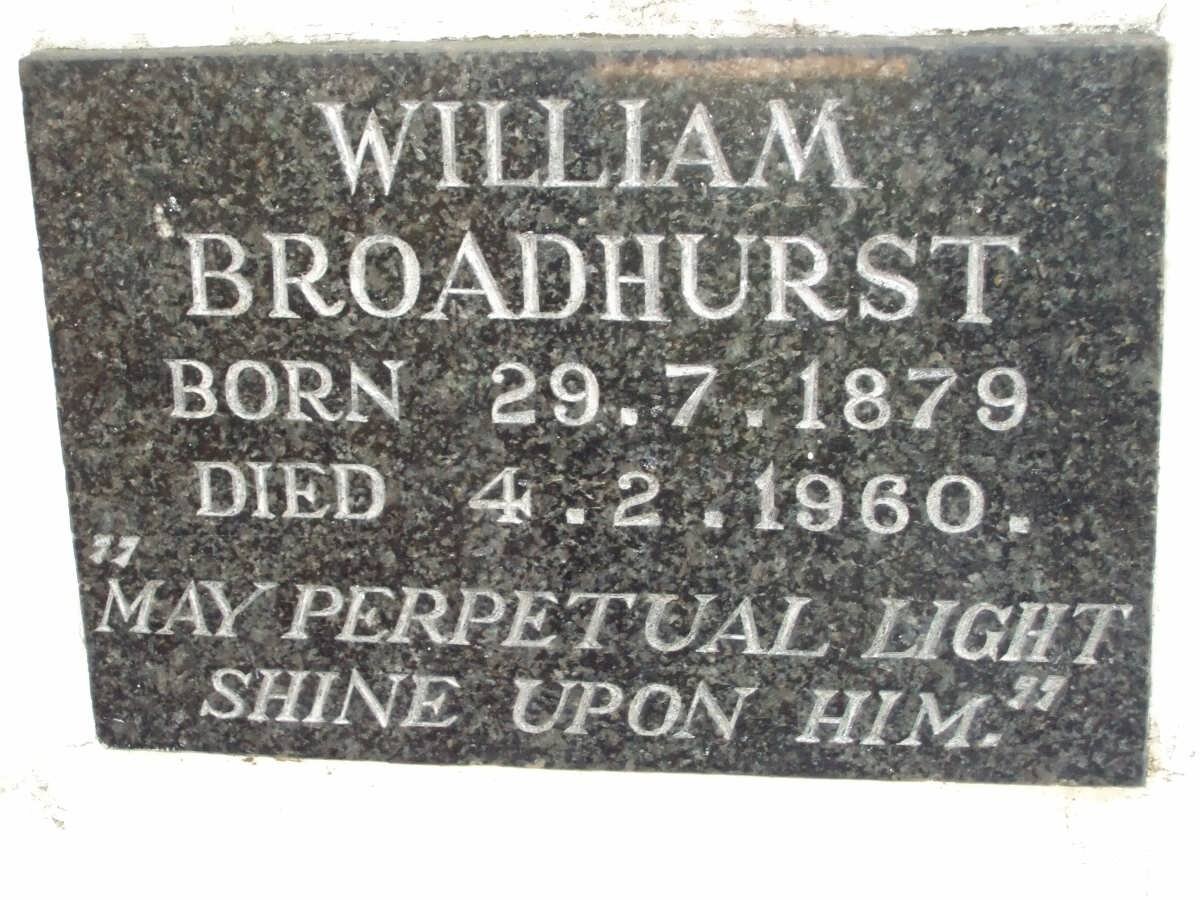 WILLIAM
BROADHURST
BORN 29.7.1879
DIED 4.2.1960.
"MAY PERPETUAL LIGHT
SHINE UPON HIM."